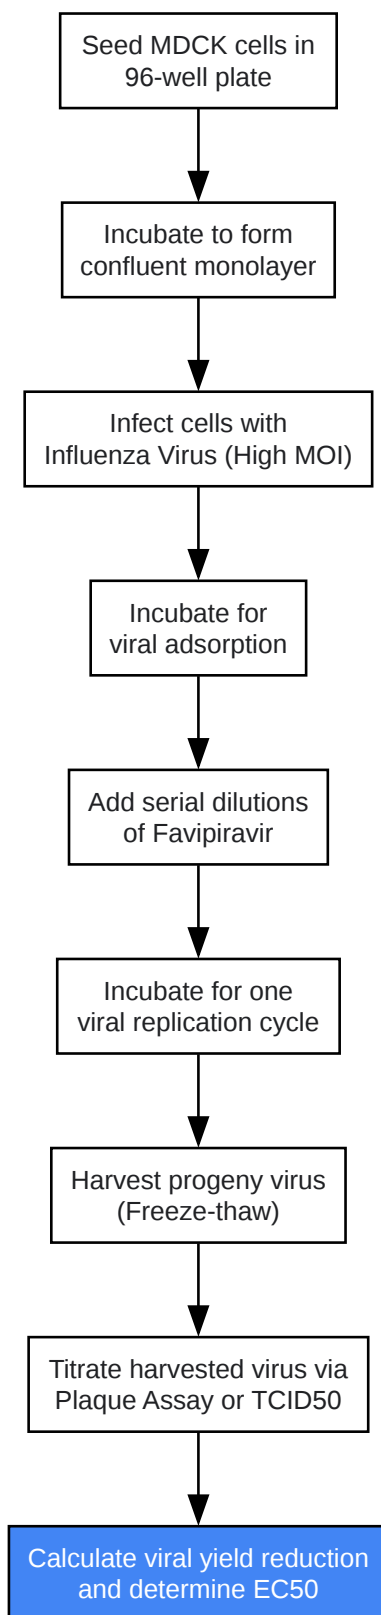 Seed MDCK cells in
96-well plate
Incubate to form
confluent monolayer
Infect cells with
Influenza Virus (High MOI)
Incubate for
viral adsorption
Add serial dilutions
of Favipiravir
Incubate for one
viral replication cycle
Harvest progeny virus
(Freeze-thaw)
Titrate harvested virus via
Plaque Assay or TCID50
Calculate viral yield reduction
and determine EC50